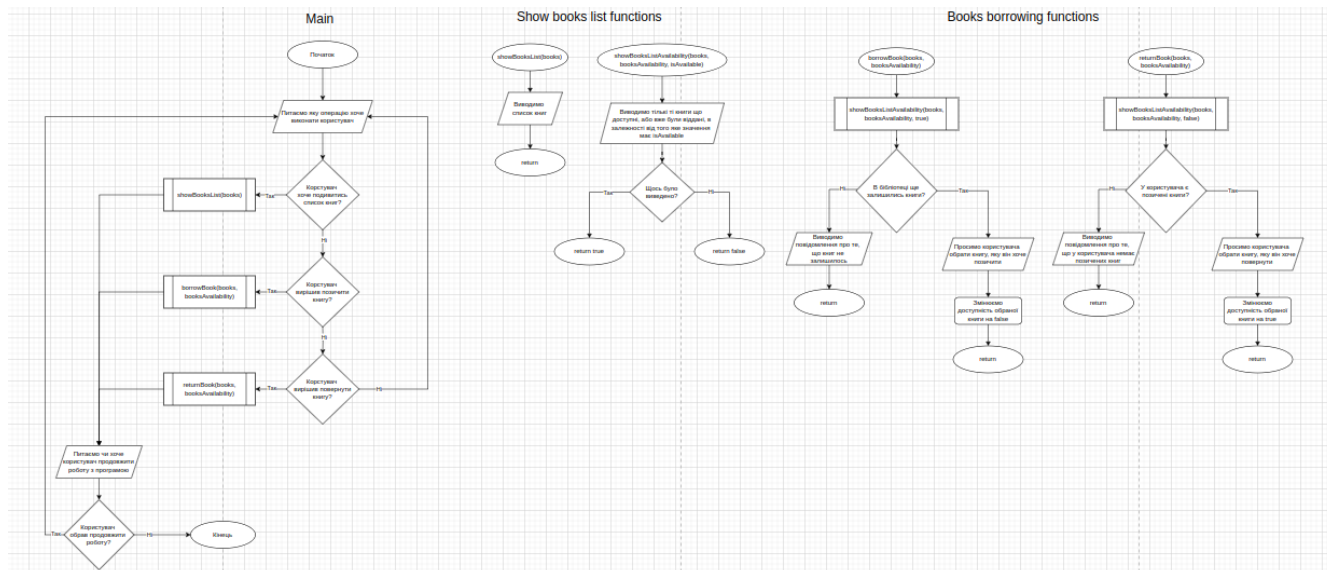 Main
Show books list functions
Books borrowing functions
Початок
Питаємо яку операцію хоче
виконати користувач
Корстувач
хоче подивитись
список книг?
Так
showBooksList(books)
Ні
Корстувач
вирішив позичити
книгу?
Так
borrowBook(books,
booksAvailability)
Ні
Корстувач
вирішив повернути
книгу?
Так
Ні
returnBook(books,
booksAvailability)
Питаємо чи хоче
користувач продовжити
роботу з програмою
Користувач
обрав продовжити
роботу?
Так
Ні
Кінець
showBooksList(books)
Виводимо
список книг
return
showBooksListAvailability(books,
booksAvailability, isAvailable)
Виводимо тільки ті книги що
доступні, або вже були віддані, в
залежності від того яке значення
має isAvailable
Щось було
виведено?
Так
Ні
return true
return false
borrowBook(books,
booksAvailability)
showBooksListAvailability(books,
booksAvailability, true)
В бібліотеці ще
залишились книги?
Ні
Так
Виводимо
повідомлення про те,
що книг не
залишилось
return
Просимо користувача
обрати книгу, яку він хоче
позичити
Змінюємо
доступність обраної
книги на false
return
returnBook(books,
booksAvailability)
showBooksListAvailability(books,
booksAvailability, false)
У користувача є
позичені книги?
Ні
Так
Виводимо
повідомлення про те,
що у користувача немає
позичених книг
return
Просимо користувача
обрати книгу, яку він хоче
повернути
Змінюємо
доступність обраної
книги на true
return